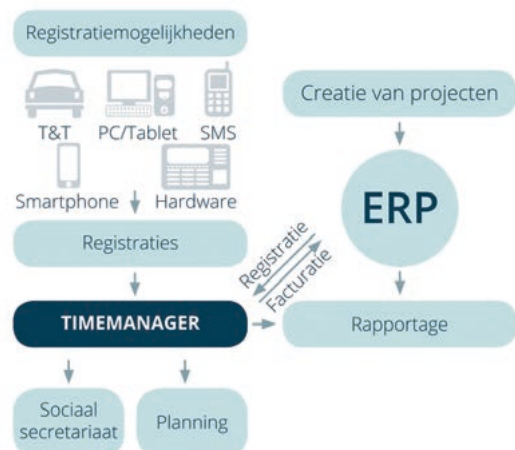 Registratiemogelijkheden
T&T
PC/Tablet
SMS
Smartphone
Hardware
Registraties
TIMEMANAGER
Sociaal
secretariaat
Planning
Registratie
Facturatie
Creatie van projecten
ERP
Rapportage